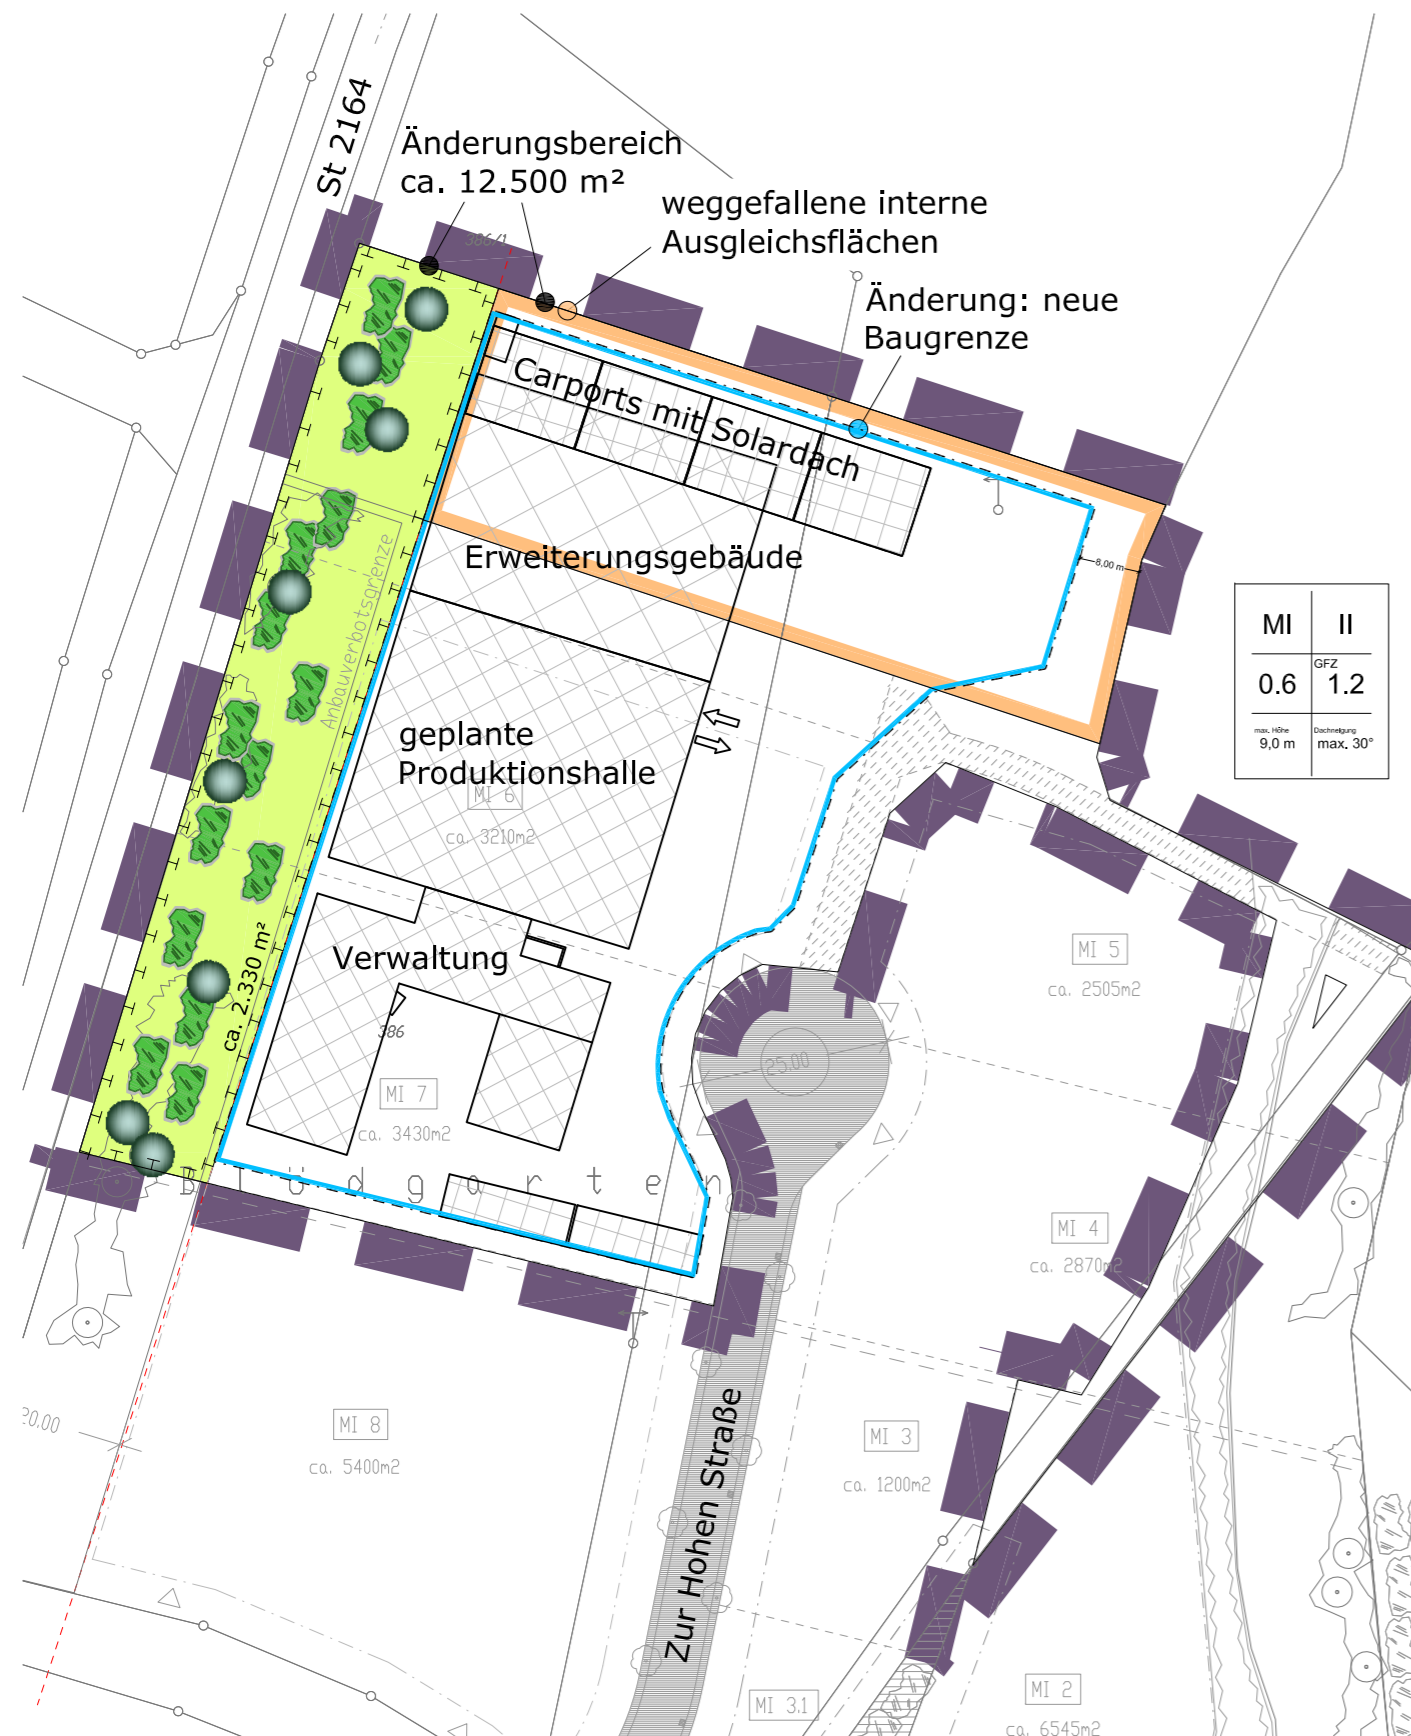 St 2164
Änderungsbereich
ca. 12.500 m²
weggefallene interne
Ausgleichsflächen
386/1
Änderung: neue
Baugrenze
Carports mit Solardach
Erweiterungsgebäude
8,00 m
Anbauverbotsgrenze
MI II
0.6 GFZ 1.2
max. Höhe 9,0 m
Dachneigung max. 30°
geplante
Produktionshalle
MI 6
ca. 3210m2
Verwaltung
ca. 2.330 m²
386
MI 7
ca. 3430m2
25.00
MI 5
ca. 2505m2
Blödgarten
MI 4
ca. 2870m2
20.00
MI 8
ca. 5400m2
MI 3
ca. 1200m2
Zur Hohen Straße
MI 3.1
MI 2
ca. 6545m2